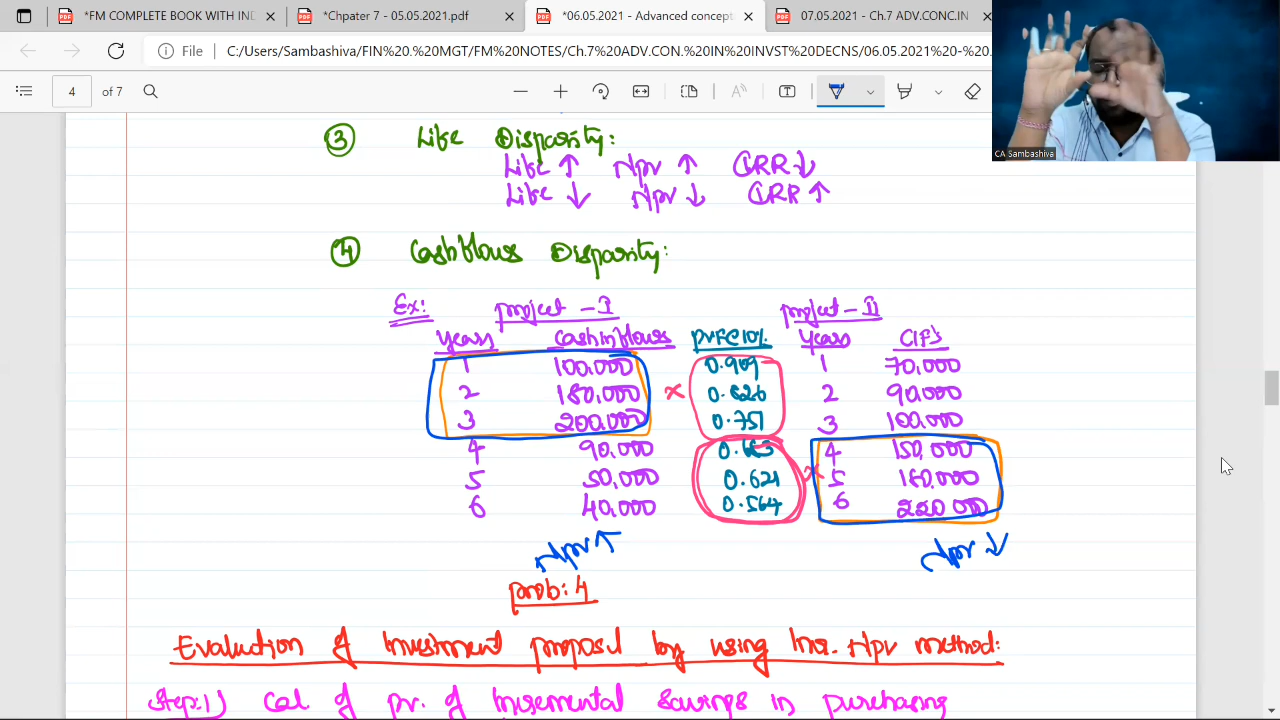 *FM COMPLETE BOOK WITH IND
*Chpater 7 - 05.05.2021.pdf
*06.05.2021 - Advanced concept
07.05.2021 - Ch.7 ADV.CONC.IN
File C:/Users/Sambashiva/FIN%20.%20MGT/FM%20NOTES/Ch.7%20ADV.CON.%20IN%20INVST%20DECNS/06.05.2021%20-%20.
4 of 7
CA Sambashiva
③ Life Disparity:
Life ↑ Npv ↑ IRR ↓
Life ↓ Npv ↓ IRR ↑
④ Cashflows Disparity:
Ex: project - I project - II
years cashinflows pvf@10% years CIF's
1 100,000 0.909 1 70,000
2 180,000 × 0.826 2 90,000
3 200,000 0.751 3 100,000
4 90,000 0.683 4 150,000
5 50,000 0.621 × 5 180,000
6 40,000 0.564 6 220,000
Npv ↑ Npv ↓
prob: 4
Evaluction of investment proposal by using Inc. Npv method:
Step:1) Cal. of pv. of Incremental savings in purchasing